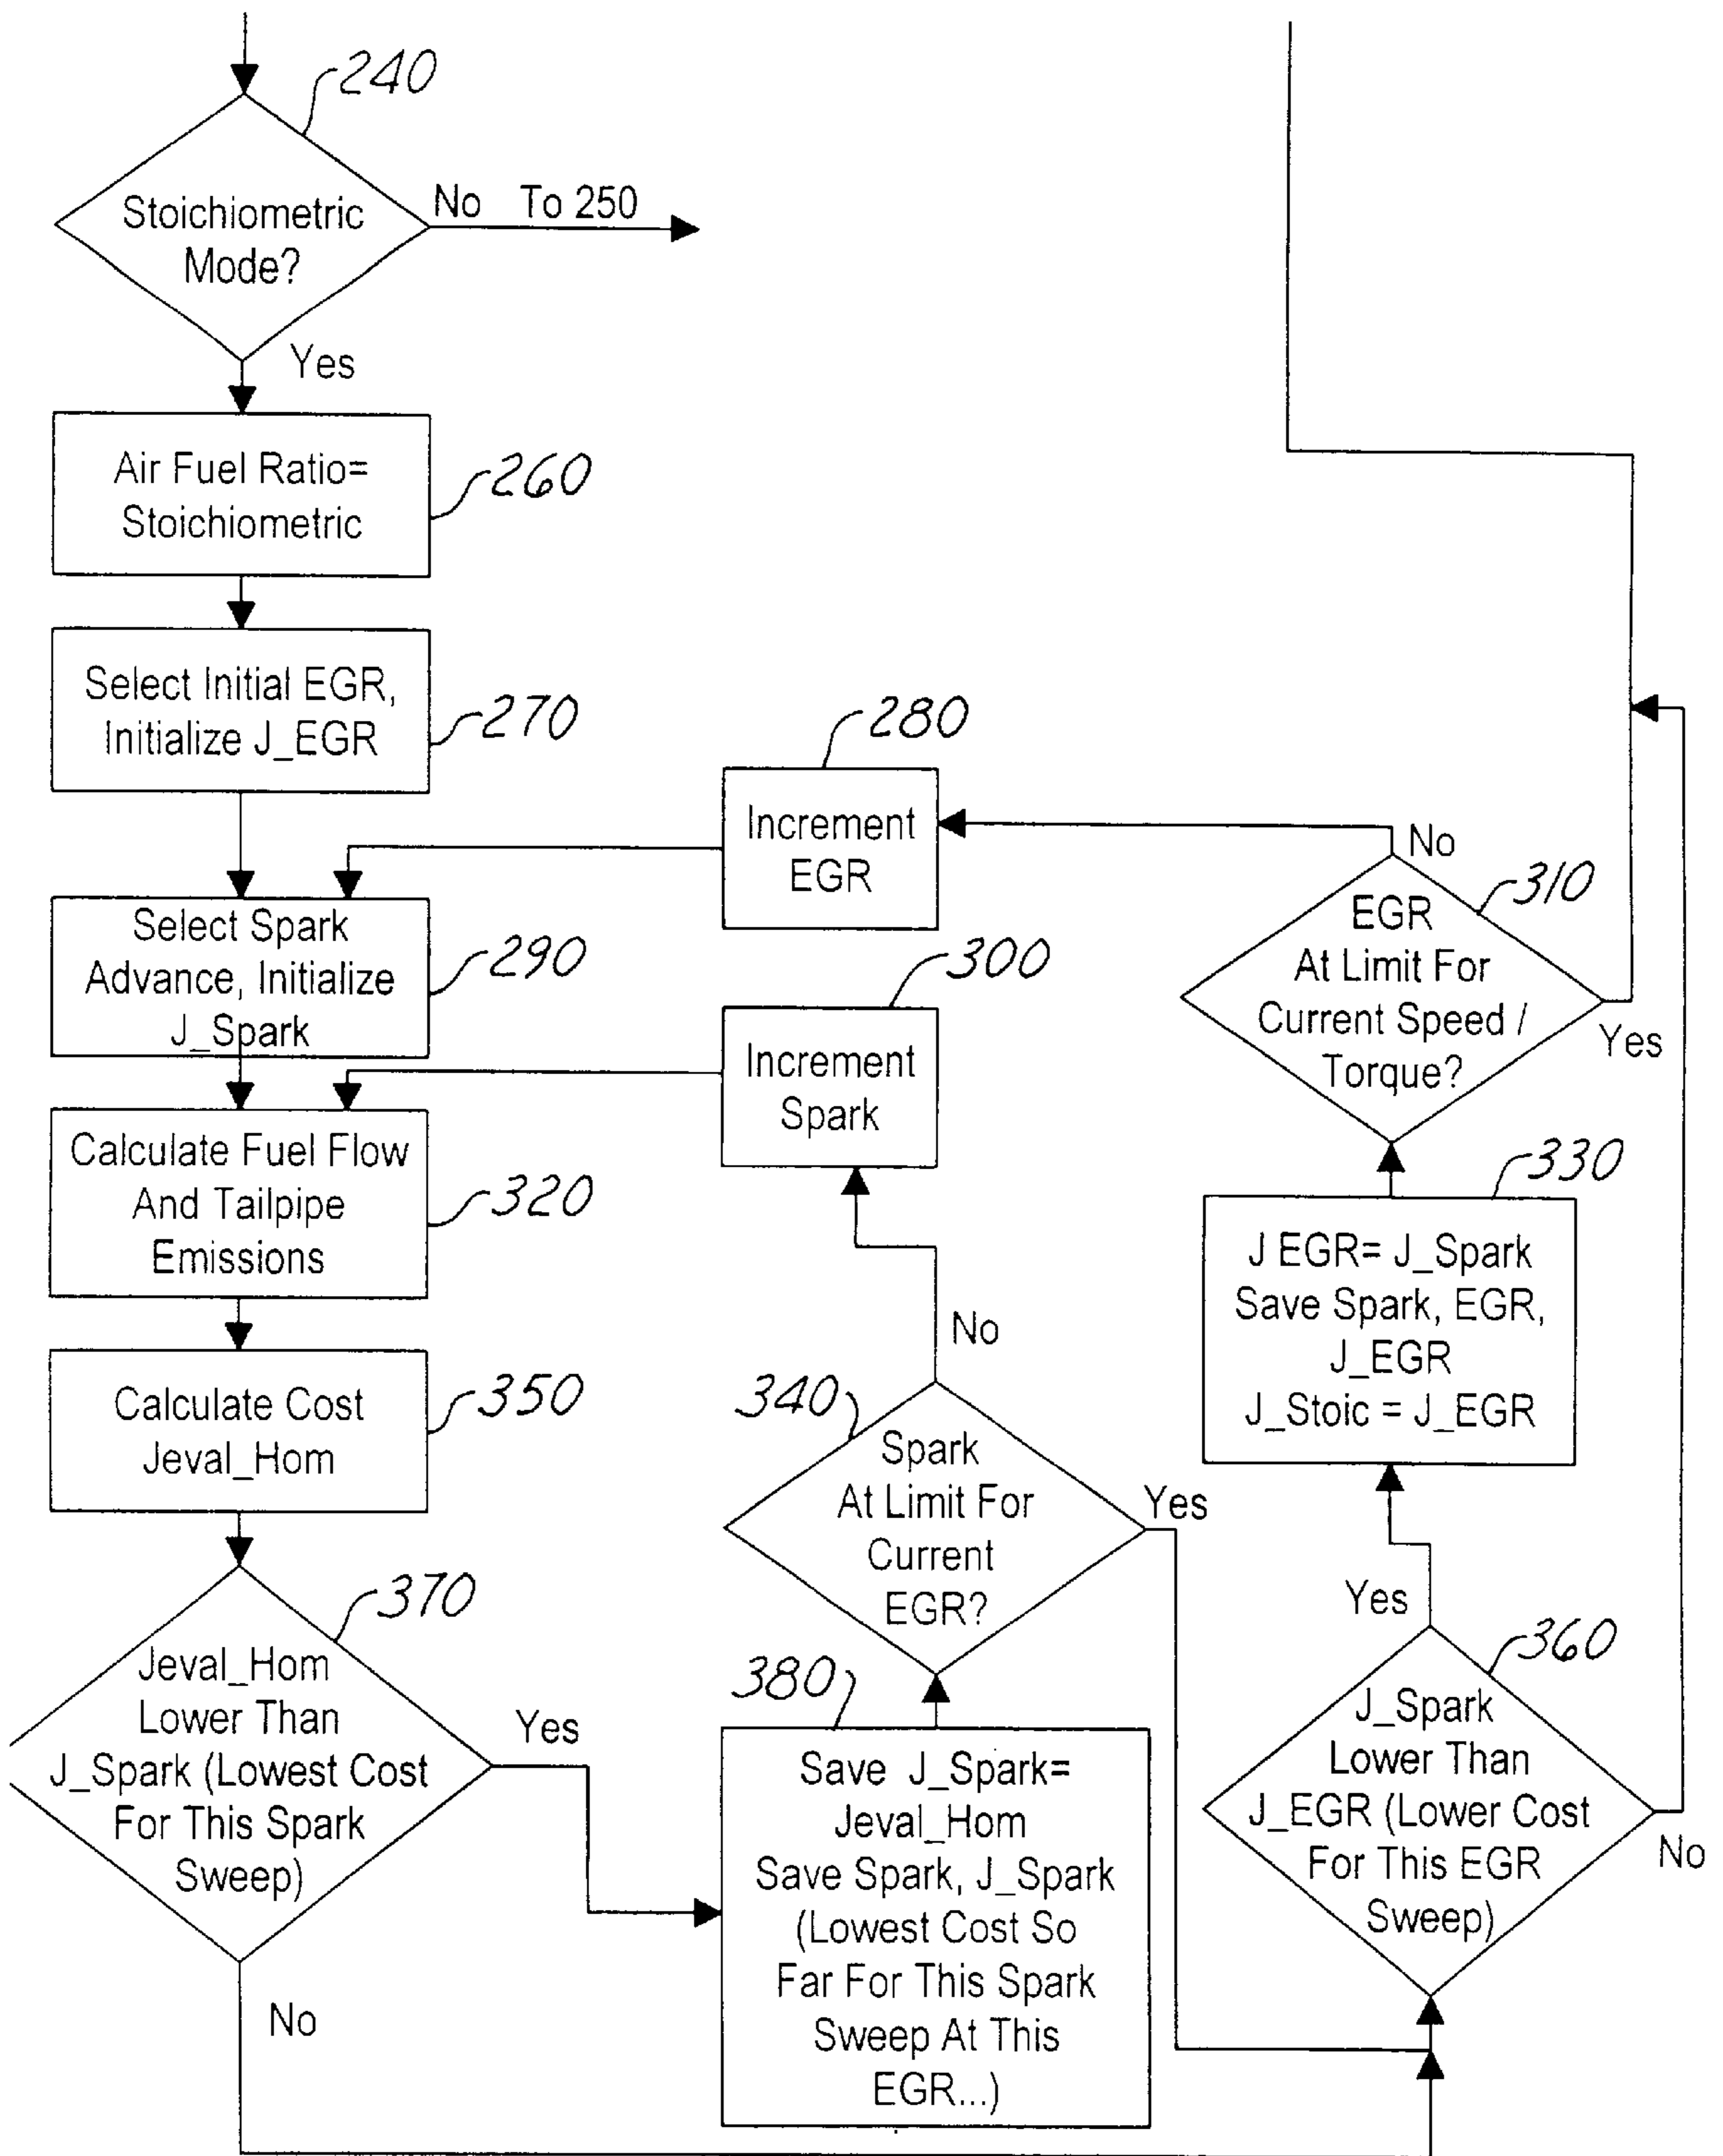 240
Stoichiometric
Mode?
No To 250
Yes
Air Fuel Ratio=
Stoichiometric
260
Select Initial EGR,
Initialize J_EGR
270
280
Increment
EGR
No
310
EGR
At Limit For
Current Speed /
Torque?
Yes
Select Spark
Advance, Initialize
J_Spark
290
300
Increment
Spark
Calculate Fuel Flow
And Tailpipe
Emissions
320
330
J EGR= J_Spark
Save Spark, EGR,
J_EGR
J_Stoic = J_EGR
No
Calculate Cost
Jeval_Hom
350
340
Spark
At Limit For
Current
EGR?
Yes
Yes
370
Jeval_Hom
Lower Than
J_Spark (Lowest Cost
For This Spark
Sweep)
Yes
No
380
Save J_Spark=
Jeval_Hom
Save Spark, J_Spark
(Lowest Cost So
Far For This Spark
Sweep At This
EGR...)
360
J_Spark
Lower Than
J_EGR (Lower Cost
For This EGR
Sweep)
No